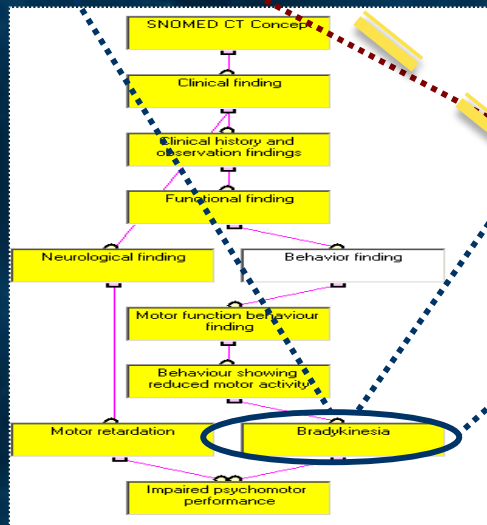 SNOMED CT Concept
Clinical finding
Clinical history and
observation findings
Functional finding
Neurological finding
Behavior finding
Motor function behaviour
finding
Behaviour showing
reduced motor activity
Motor retardation
Bradykinesia
Impaired psychomotor
performance